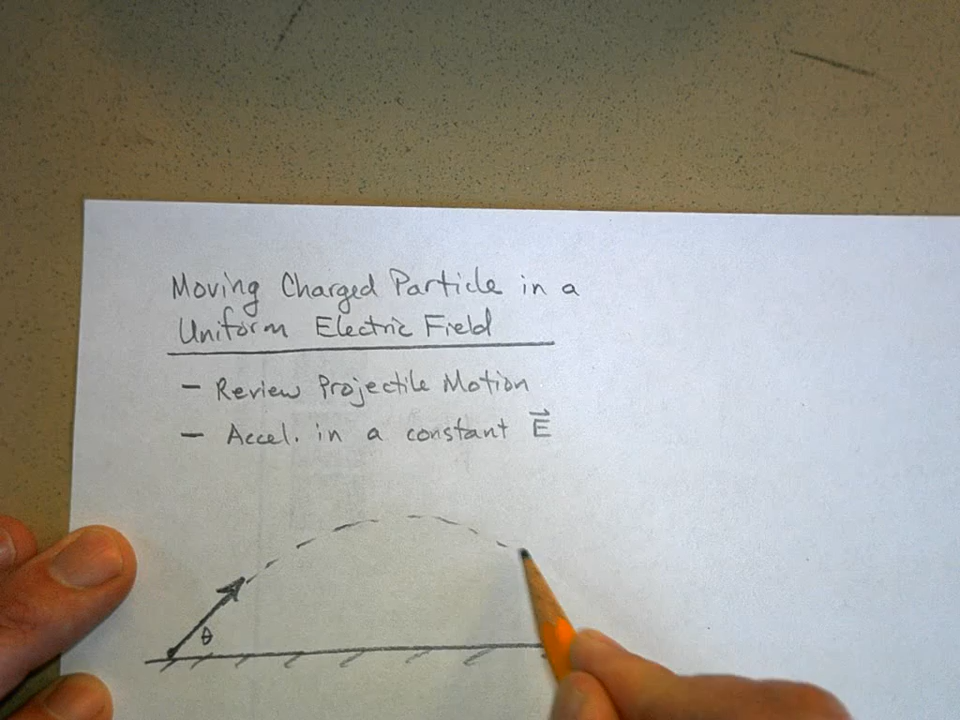 Moving Charged Particle in a
Uniform Electric Field
- Review Projectile Motion
- Accel. in a constant E⃗
θ